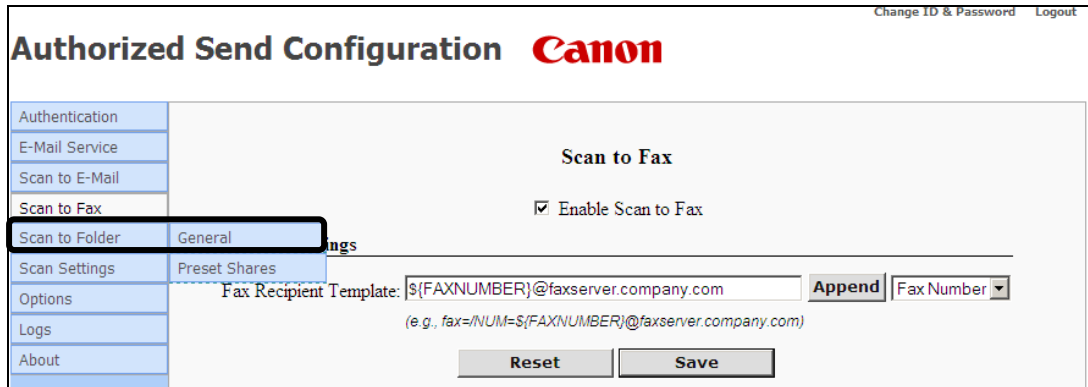 Change ID & Password Logout
Authorized Send Configuration Canon
Authentication
E-Mail Service
Scan to E-Mail
Scan to Fax
Scan to Folder
General
Scan Settings
Preset Shares
Options
Logs
About
Scan to Fax
Enable Scan to Fax
ings
Fax Recipient Template: ${FAXNUMBER}@faxserver.company.com Append Fax Number
(e.g., fax=/NUM=${FAXNUMBER}@faxserver.company.com)
Reset Save